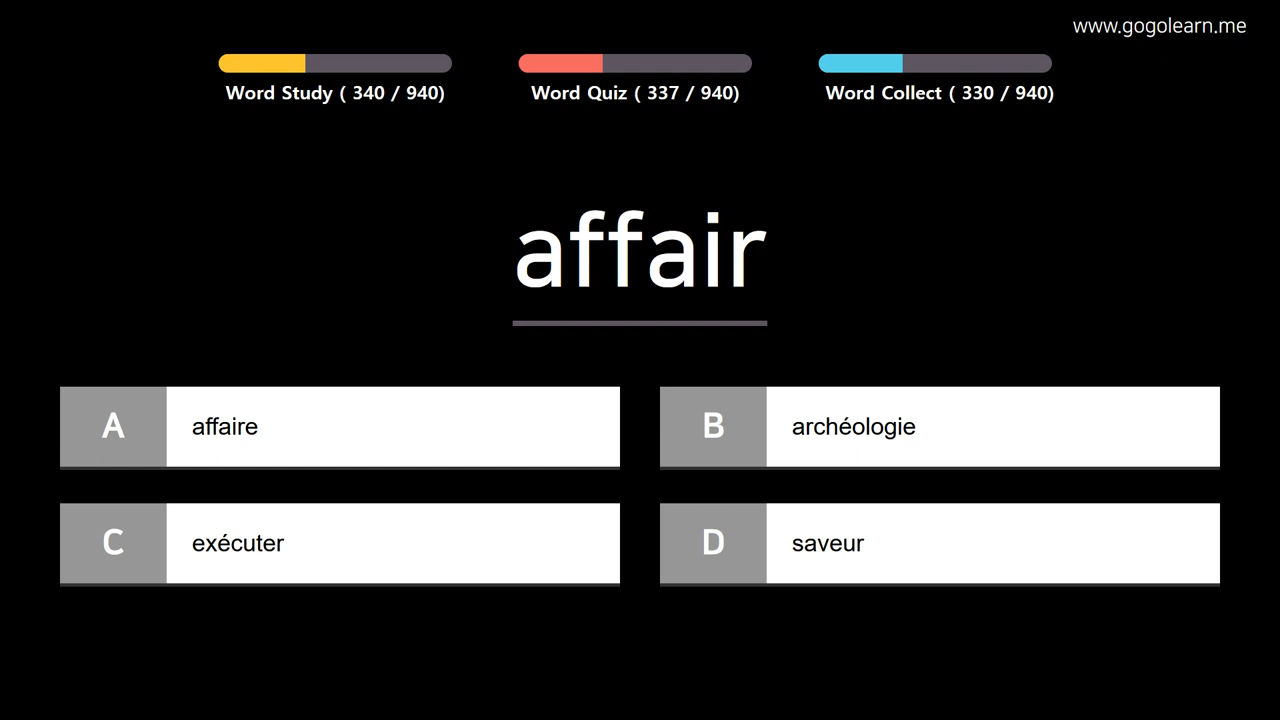 www.gogolearn.me
Word Study ( 340 / 940)
Word Quiz ( 337 / 940)
Word Collect ( 330 / 940)
affair
A affaire
B archéologie
C exécuter
D saveur